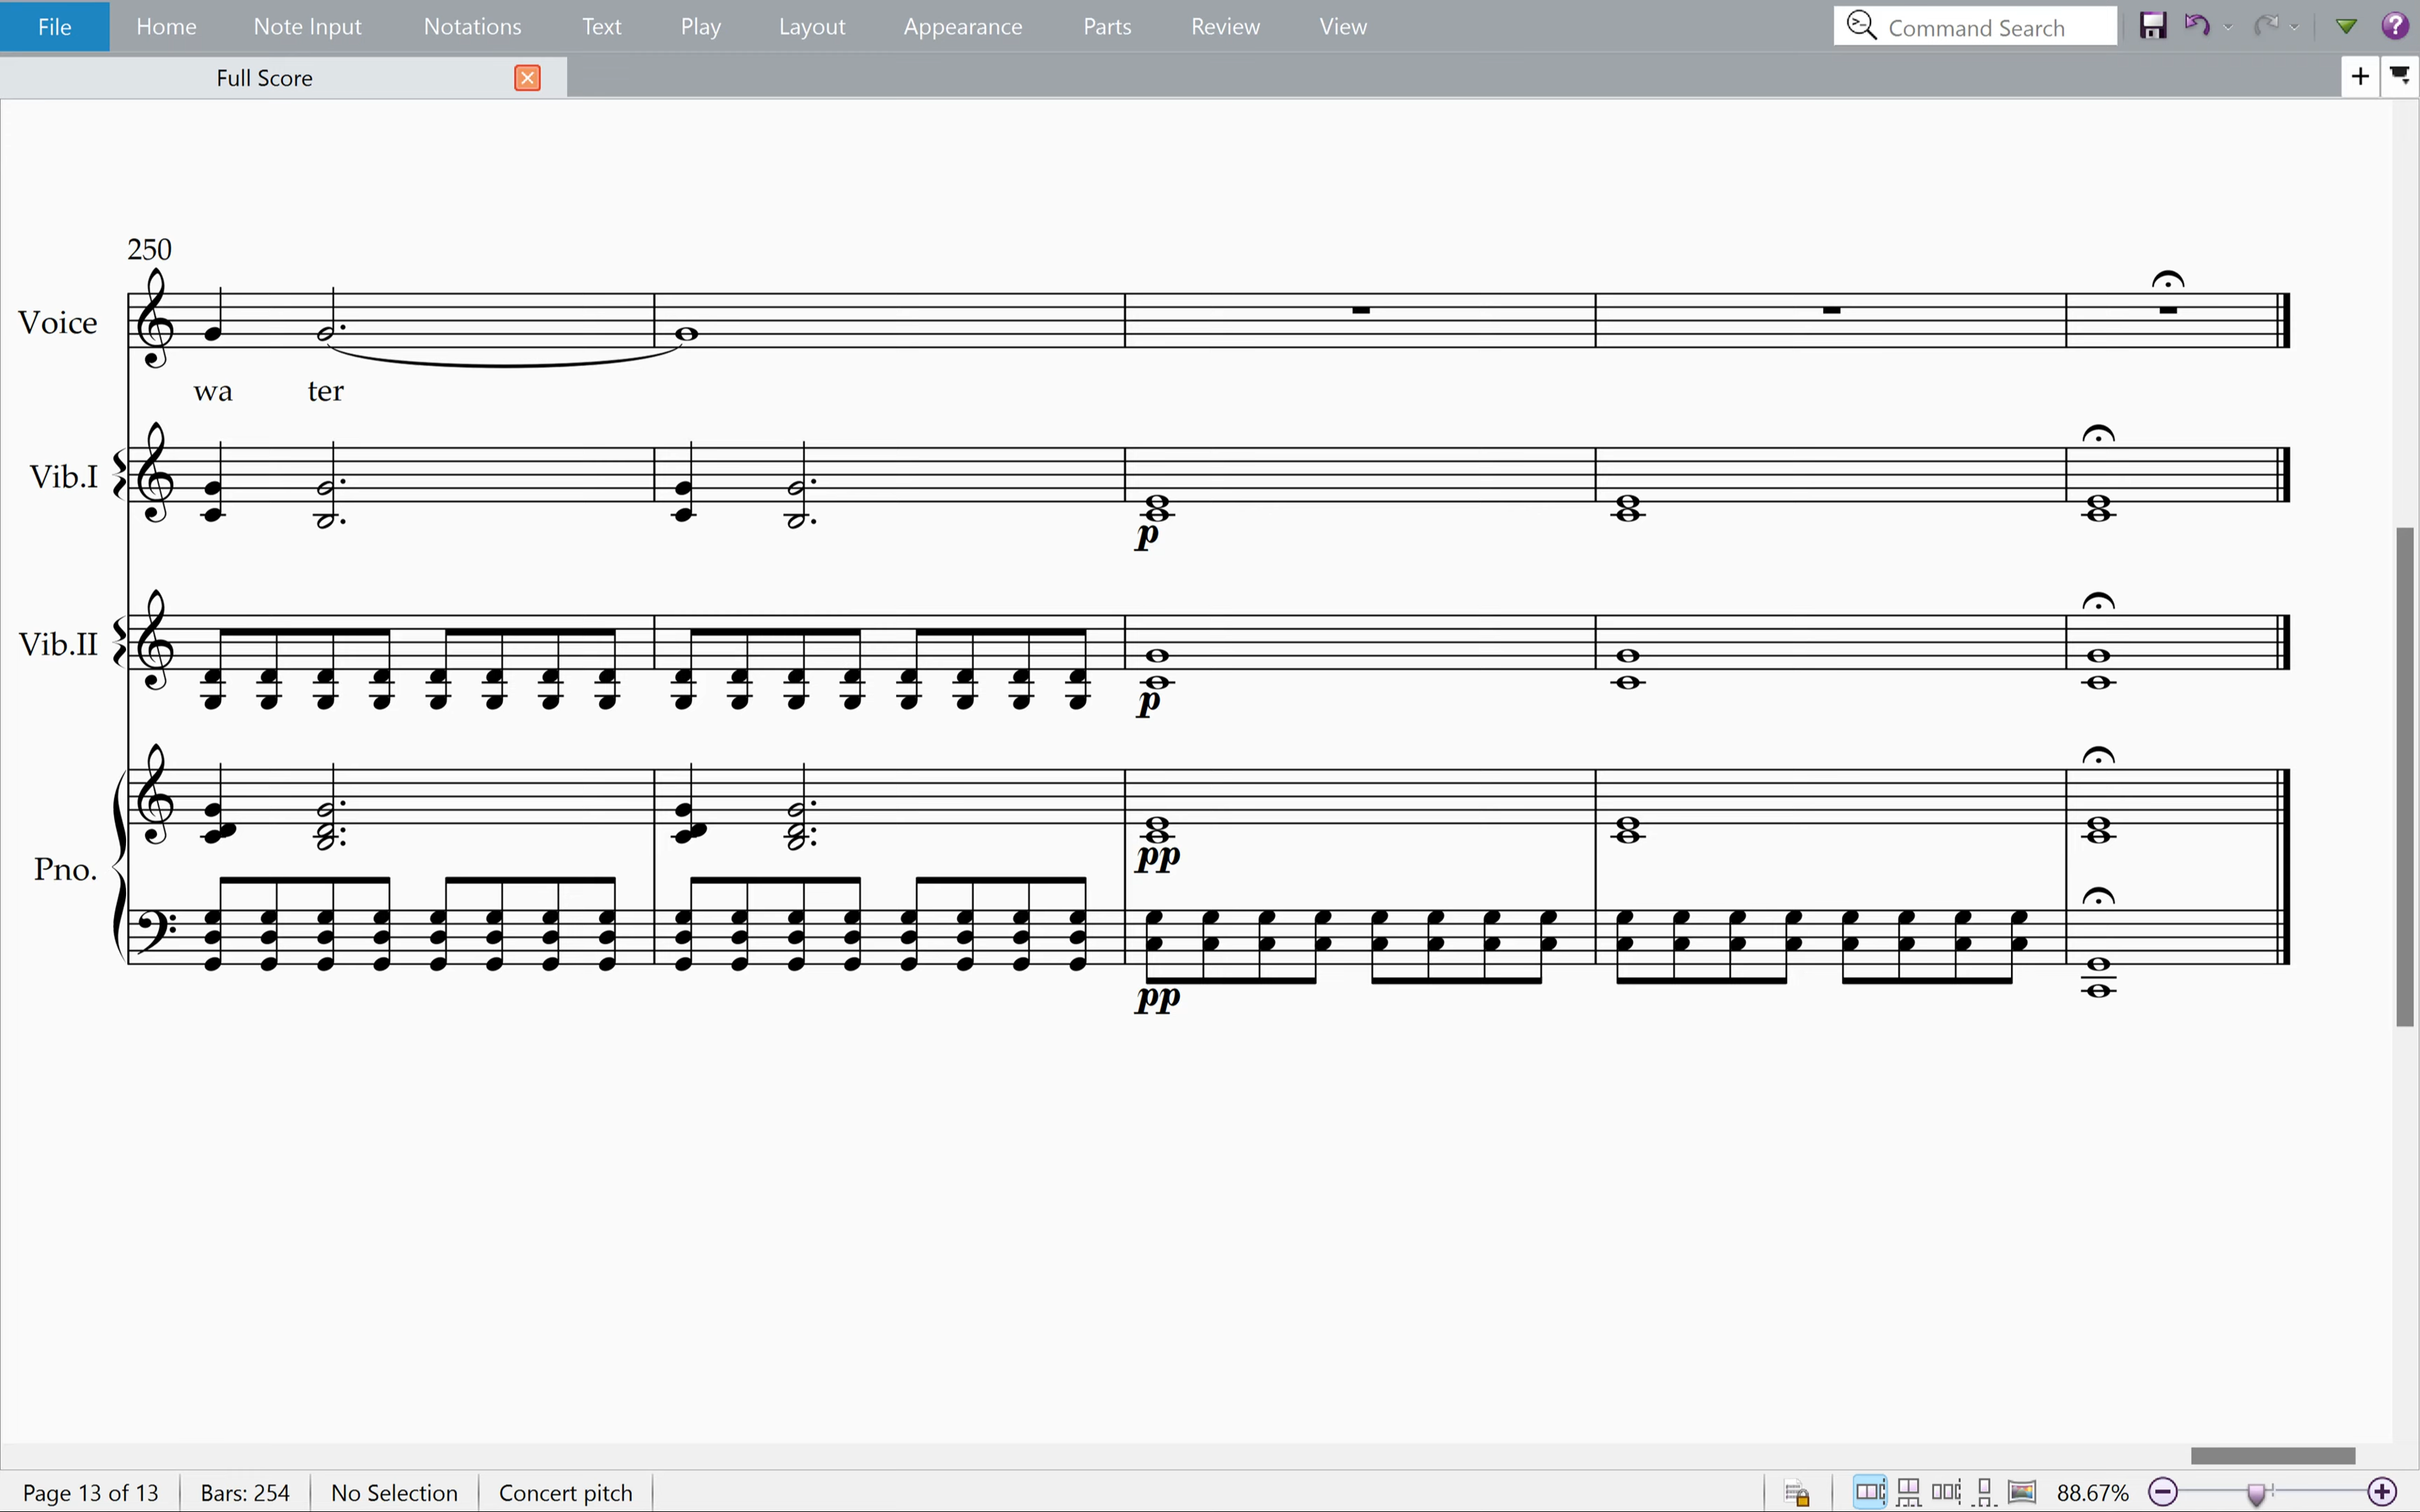 File Home Note Input Notations Text Play Layout Appearance Parts Review View Command Search
Full Score
250
Voice
wa ter
Vib.I
p
Vib.II
p
pp
Pno.
pp
Page 13 of 13 Bars: 254 No Selection Concert pitch 88.67%